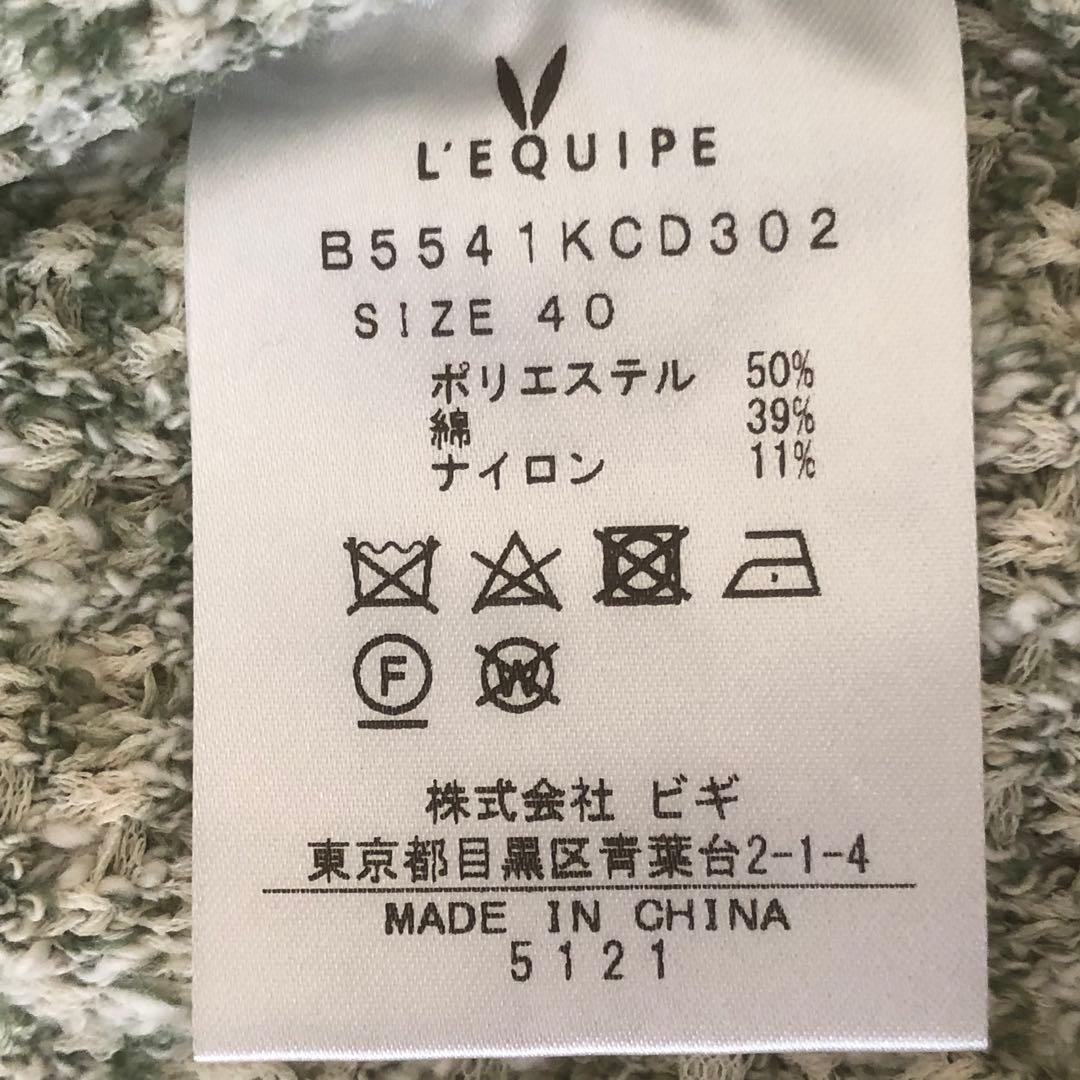 L'EQUIPE
B5541KCD302
SIZE 40
ポリエステル 50%
綿 39%
ナイロン 11%
F W
株式会社 ビギ
東京都目黒区青葉台2-1-4
MADE IN CHINA
5121